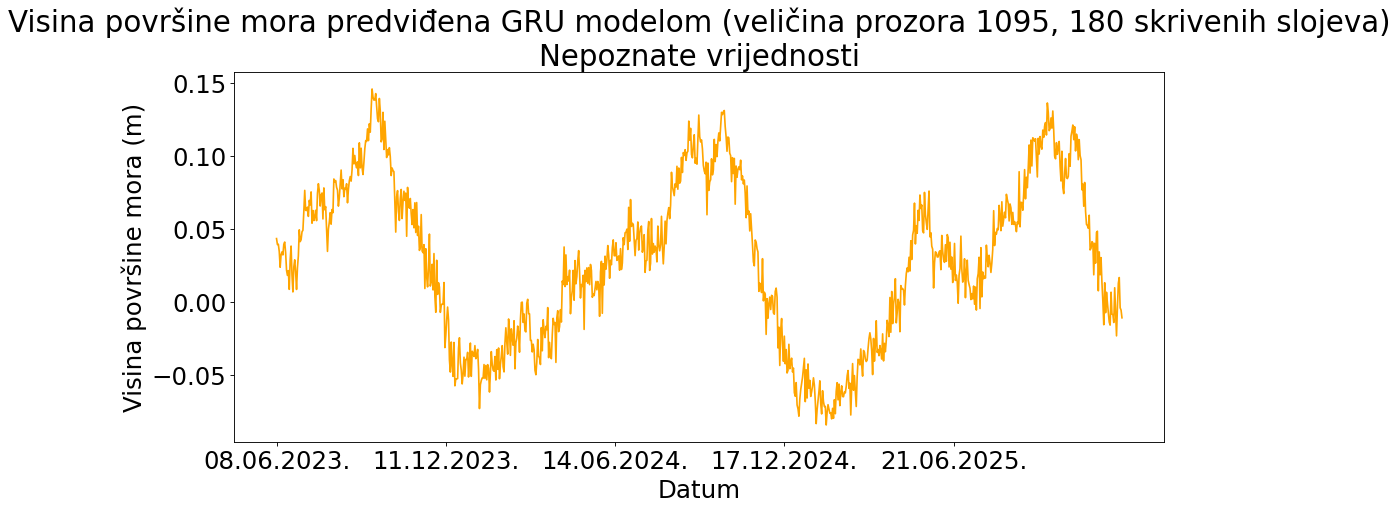 Visina površine mora predviđena GRU modelom (veličina prozora 1095, 180 skrivenih slojeva)
Nepoznate vrijednosti
Visina površine mora (m)
0.15
0.10
0.05
0.00
−0.05
08.06.2023. 11.12.2023. 14.06.2024. 17.12.2024. 21.06.2025.
Datum